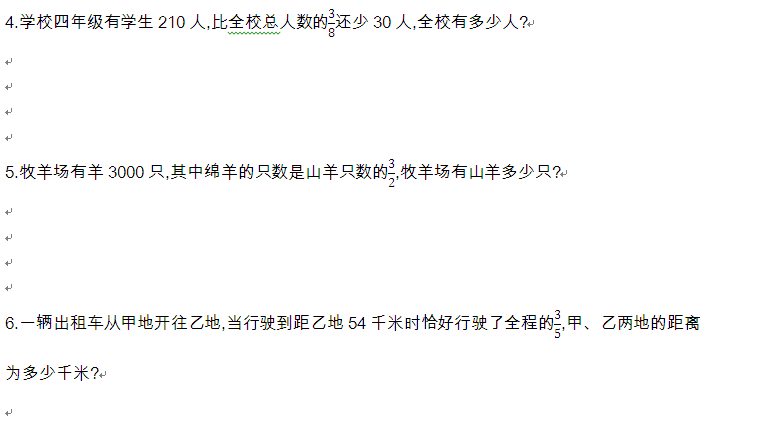 4.学校四年级有学生 210 人,比全校总人数的3/8还少 30 人,全校有多少人?
5.牧羊场有羊 3000 只,其中绵羊的只数是山羊只数的3/2,牧羊场有山羊多少只?
6.一辆出租车从甲地开往乙地,当行驶到距乙地 54 千米时恰好行驶了全程的3/5,甲、乙两地的距离
为多少千米?